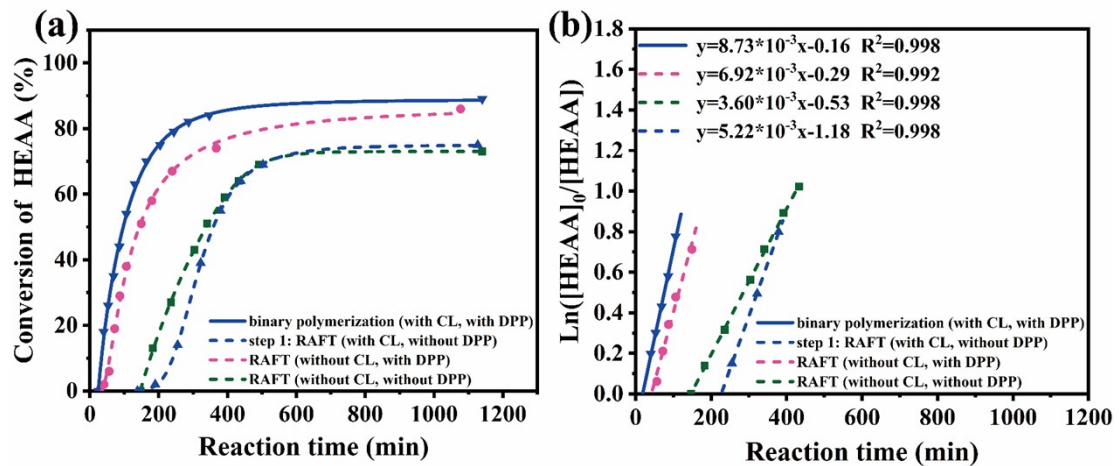 (a)
Conversion of HEAA (%)
100
80
60
40
20
0
binary polymerization (with CL, with DPP)
step 1: RAFT (with CL, without DPP)
RAFT (without CL, with DPP)
RAFT (without CL, without DPP)
0 200 400 600 800 1000 1200
Reaction time (min)
(b)
Ln([HEAA]0/[HEAA])
1.8
1.6
1.4
1.2
1.0
0.8
0.6
0.4
0.2
0.0
y=8.73*10-3x-0.16 R2=0.998
y=6.92*10-3x-0.29 R2=0.992
y=3.60*10-3x-0.53 R2=0.998
y=5.22*10-3x-1.18 R2=0.998
binary polymerization (with CL, with DPP)
step 1: RAFT (with CL, without DPP)
RAFT (without CL, with DPP)
RAFT (without CL, without DPP)
0 200 400 600 800 1000 1200
Reaction time (min)